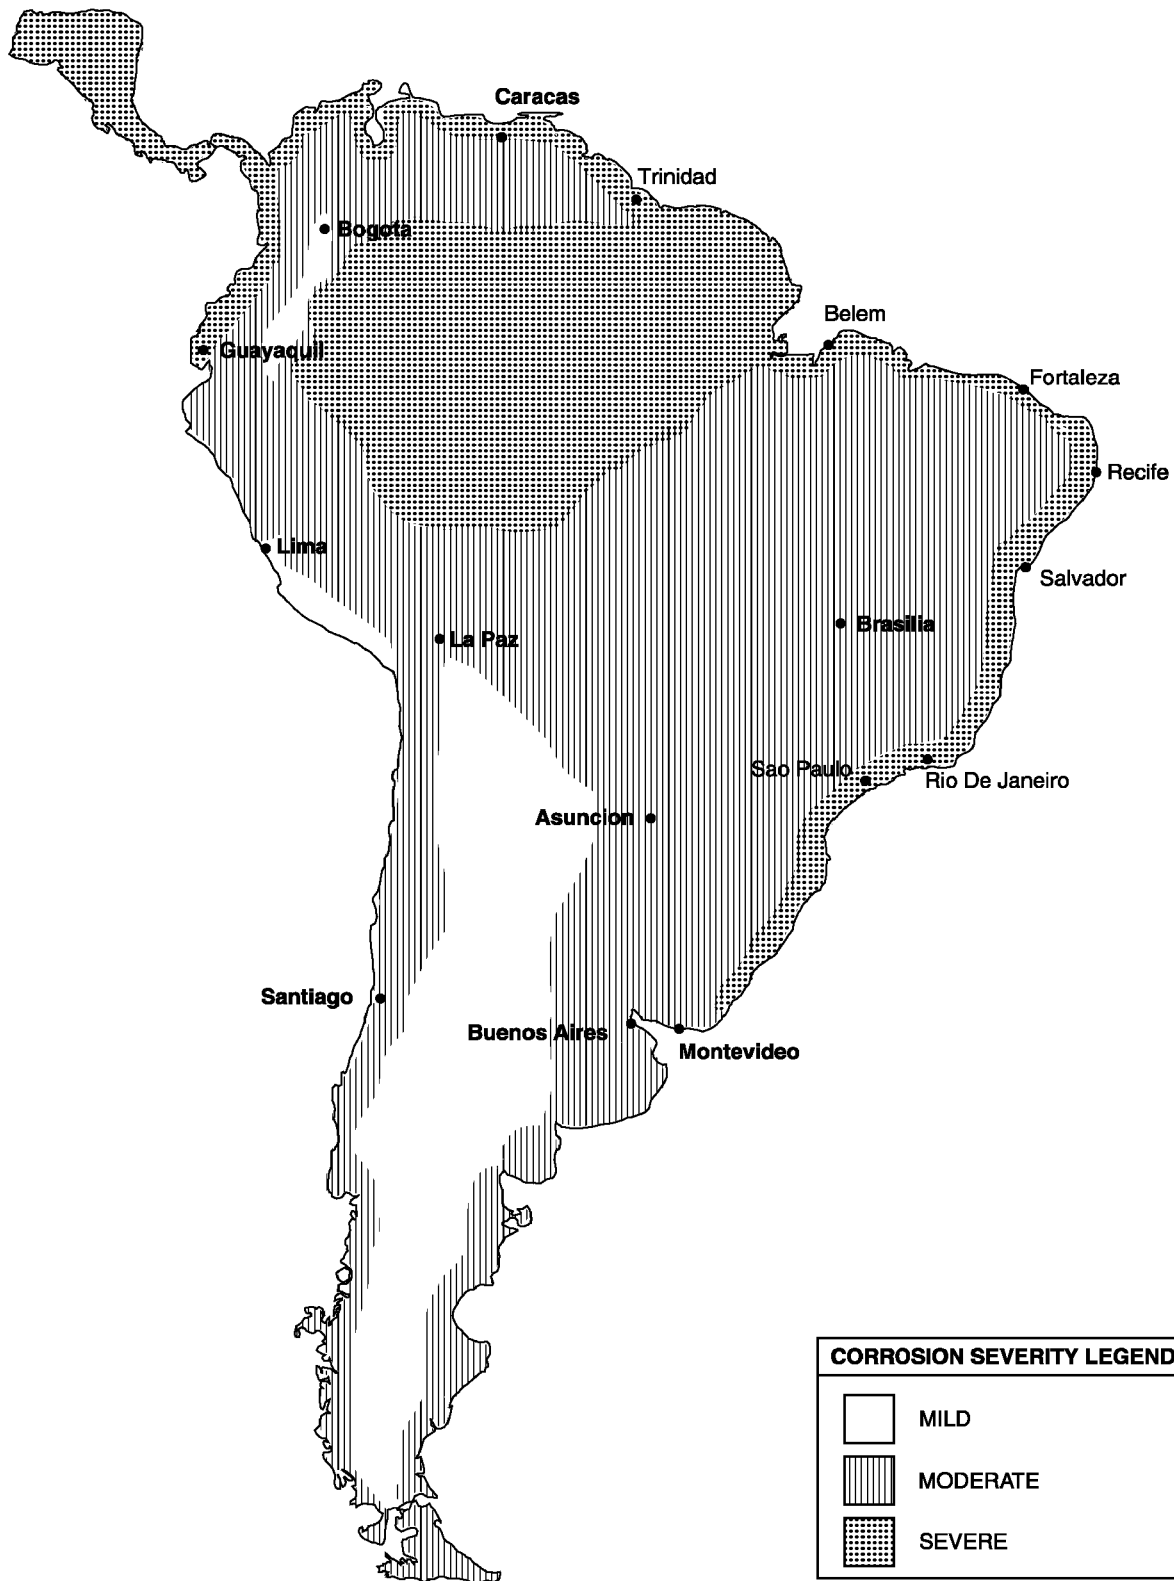 Caracas
Trinidad
Bogota
Belem
Guayaquil
Fortaleza
Recife
Lima
Salvador
Brasilia
La Paz
Sao Paulo
Rio De Janeiro
Asuncion
Santiago
Buenos Aires
Montevideo
CORROSION SEVERITY LEGEND
MILD
MODERATE
SEVERE